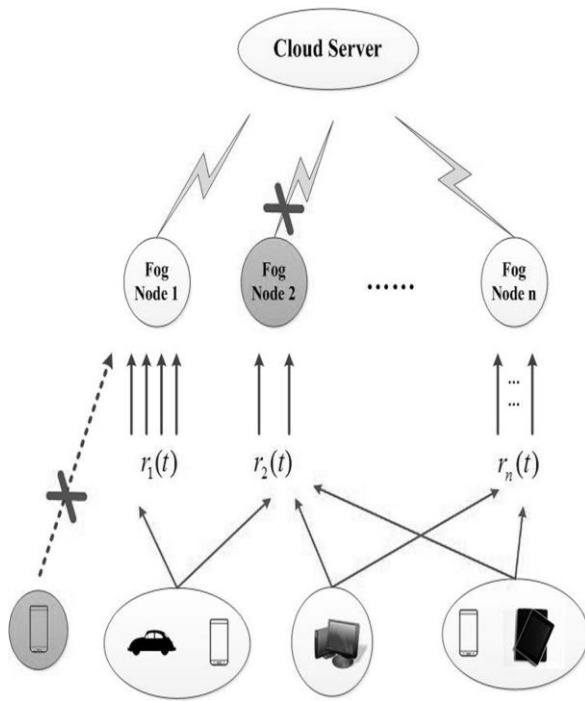 Cloud Server
Fog
Node 1
Fog
Node 2
......
Fog
Node n
...
...
r₁(t)
r₂(t)
rₙ(t)